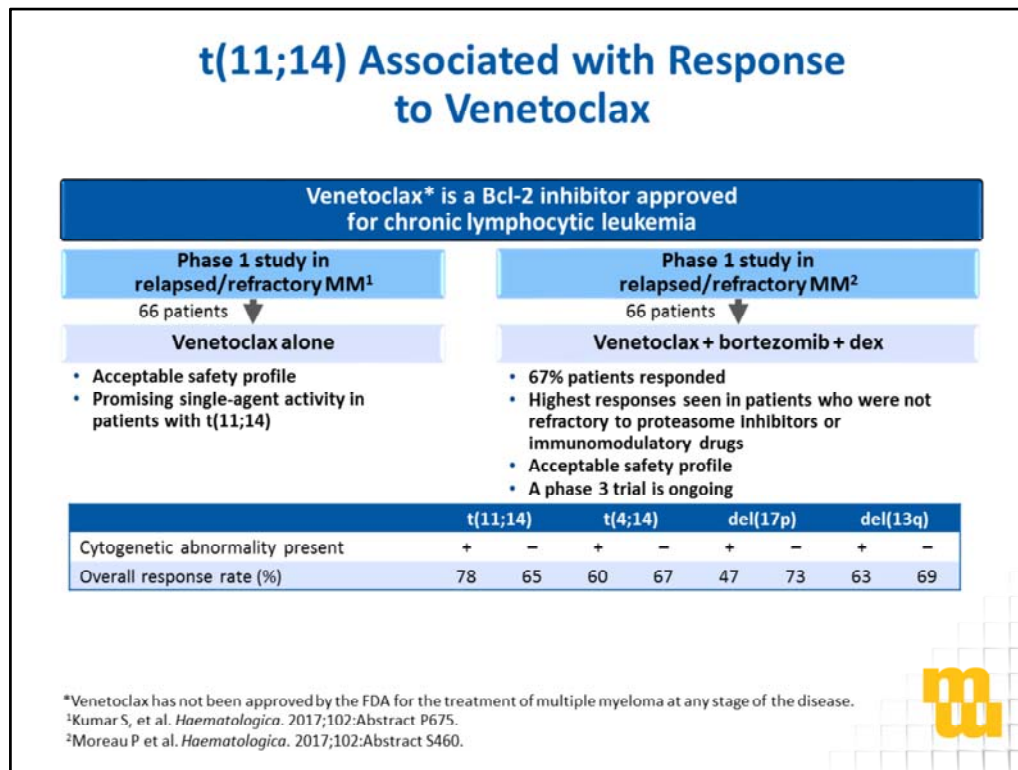 t(11;14) Associated with Response
to Venetoclax
Venetoclax* is a Bcl-2 inhibitor approved
for chronic lymphocytic leukemia
Phase 1 study in
relapsed/refractory MM¹
66 patients
Venetoclax alone
• Acceptable safety profile
• Promising single-agent activity in
patients with t(11;14)
Phase 1 study in
relapsed/refractory MM²
66 patients
Venetoclax + bortezomib + dex
• 67% patients responded
• Highest responses seen in patients who were not
refractory to proteasome inhibitors or
immunomodulatory drugs
• Acceptable safety profile
• A phase 3 trial is ongoing
t(11;14) t(4;14) del(17p) del(13q)
Cytogenetic abnormality present + – + – + – + –
Overall response rate (%) 78 65 60 67 47 73 63 69
*Venetoclax has not been approved by the FDA for the treatment of multiple myeloma at any stage of the disease.
¹Kumar S, et al. Haematologica. 2017;102:Abstract P675.
²Moreau P et al. Haematologica. 2017;102:Abstract S460.